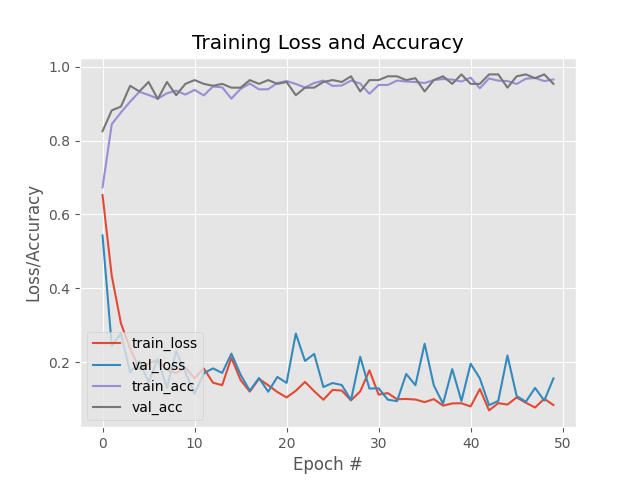 Training Loss and Accuracy
1.0
0.8
0.6
0.4
0.2
Loss/Accuracy
train_loss
val_loss
train_acc
val_acc
0 10 20 30 40 50
Epoch #